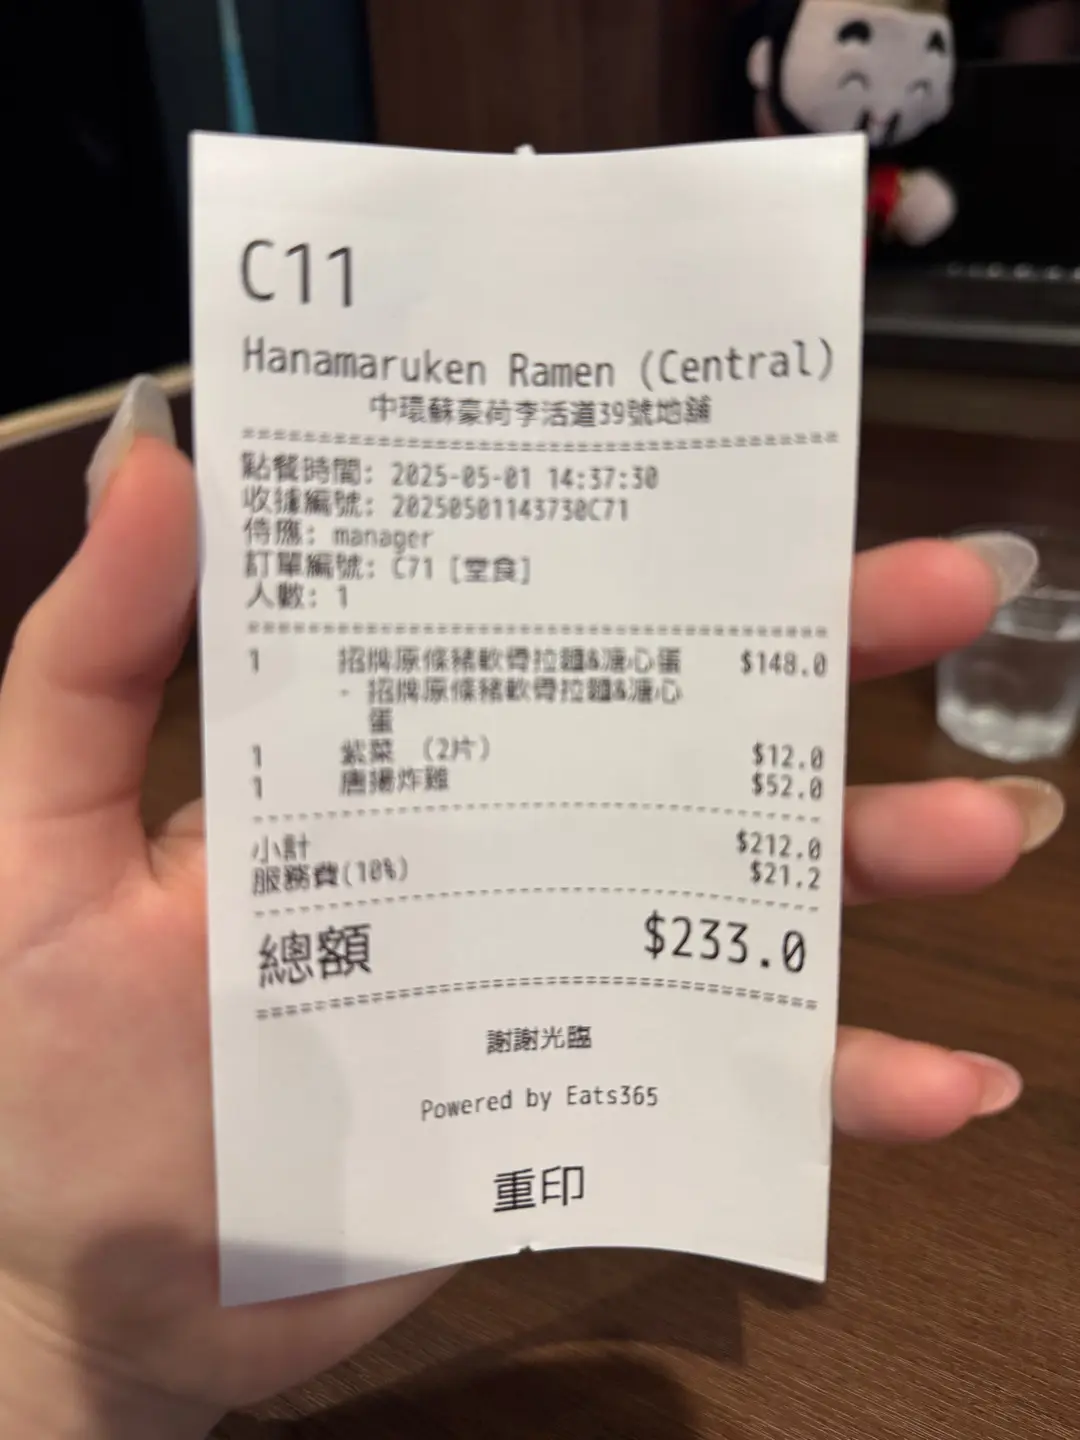 C11
Hanamaruken Ramen (Central)
中環蘇豪荷李活道39號地舖
點餐時間: 2025-05-01 14:37:30
收據編號: 20250501143730C71
侍應: manager
訂單編號: C71 [堂食]
人數: 1
1 招牌原條豬軟骨拉麵&溏心蛋 $148.0
- 招牌原條豬軟骨拉麵&溏心
蛋
1 紫菜 (2片) $12.0
1 唐揚炸雞 $52.0
小計 $212.0
服務費(10%) $21.2
總額 $233.0
謝謝光臨
Powered by Eats365
重印